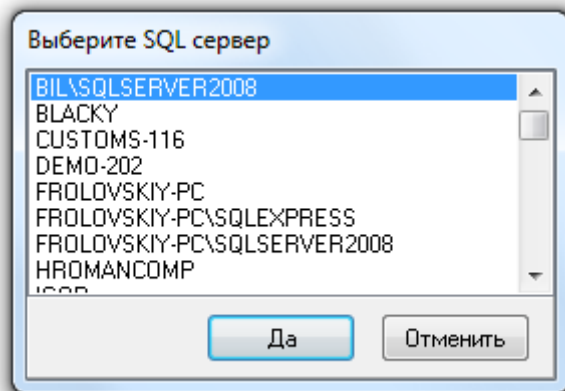 Выберите SQL сервер
BIL\SQLSERVER2008
BLACKY
CUSTOMS-116
DEMO-202
FROLOVSKIY-PC
FROLOVSKIY-PC\SQLEXPRESS
FROLOVSKIY-PC\SQLSERVER2008
HROMANCOMP
Да Отменить